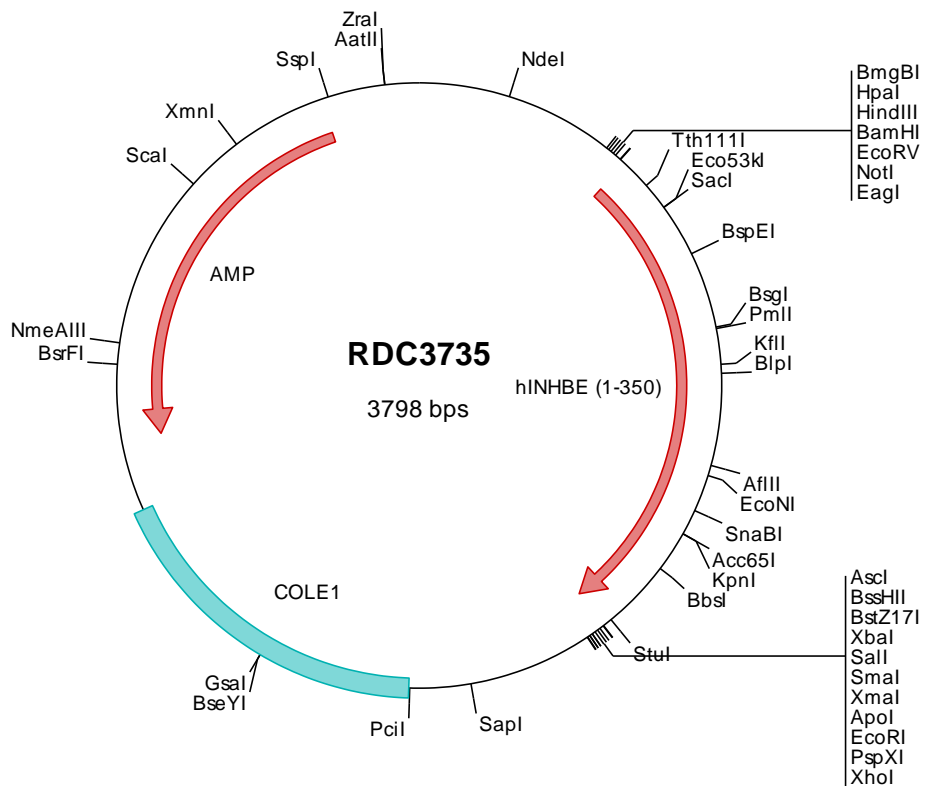 ZraI
AatII
SspI
NdeI
XmnI
ScaI
BmgBI
HpaI
HindIII
BamHI
EcoRV
NotI
EagI
Tth111I
Eco53kI
SacI
BspEI
AMP
BsgI
PmlI
NmeAIII
BsrFI
KflI
BlpI
RDC3735
3798 bps
hINHBE (1-350)
AflII
EcoNI
SnaBI
Acc65I
KpnI
BbsI
COLE1
StuI
GsaI
BseYI
PciI
SapI
AscI
BssHII
BstZ17I
XbaI
SalI
SmaI
XmaI
ApoI
EcoRI
PspXI
XhoI